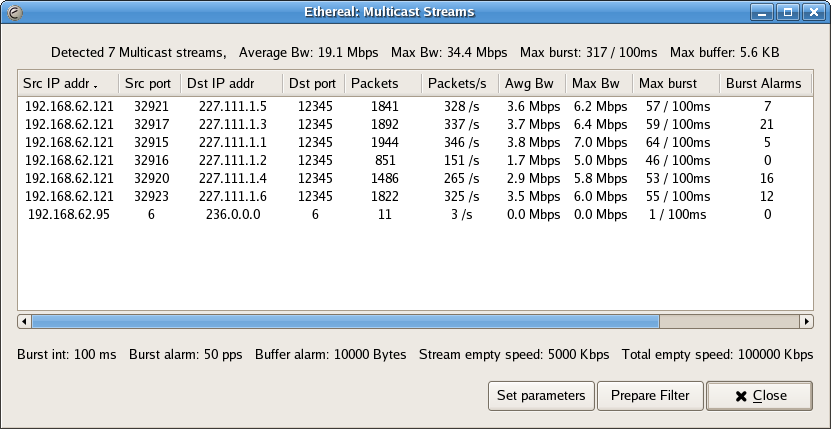 Ethereal: Multicast Streams
Detected 7 Multicast streams, Average Bw: 19.1 Mbps Max Bw: 34.4 Mbps Max burst: 317 / 100ms Max buffer: 5.6 KB
Src IP addr Src port Dst IP addr Dst port Packets Packets/s Awg Bw Max Bw Max burst Burst Alarms
192.168.62.121 32921 227.111.1.5 12345 1841 328 /s 3.6 Mbps 6.2 Mbps 57 / 100ms 7
192.168.62.121 32917 227.111.1.3 12345 1892 337 /s 3.7 Mbps 6.4 Mbps 59 / 100ms 21
192.168.62.121 32915 227.111.1.1 12345 1944 346 /s 3.8 Mbps 7.0 Mbps 64 / 100ms 5
192.168.62.121 32916 227.111.1.2 12345 851 151 /s 1.7 Mbps 5.0 Mbps 46 / 100ms 0
192.168.62.121 32920 227.111.1.4 12345 1486 265 /s 2.9 Mbps 5.8 Mbps 53 / 100ms 16
192.168.62.121 32923 227.111.1.6 12345 1822 325 /s 3.5 Mbps 6.0 Mbps 55 / 100ms 12
192.168.62.95 6 236.0.0.0 6 11 3 /s 0.0 Mbps 0.0 Mbps 1 / 100ms 0
Burst int: 100 ms Burst alarm: 50 pps Buffer alarm: 10000 Bytes Stream empty speed: 5000 Kbps Total empty speed: 100000 Kbps
Set parameters Prepare Filter Close